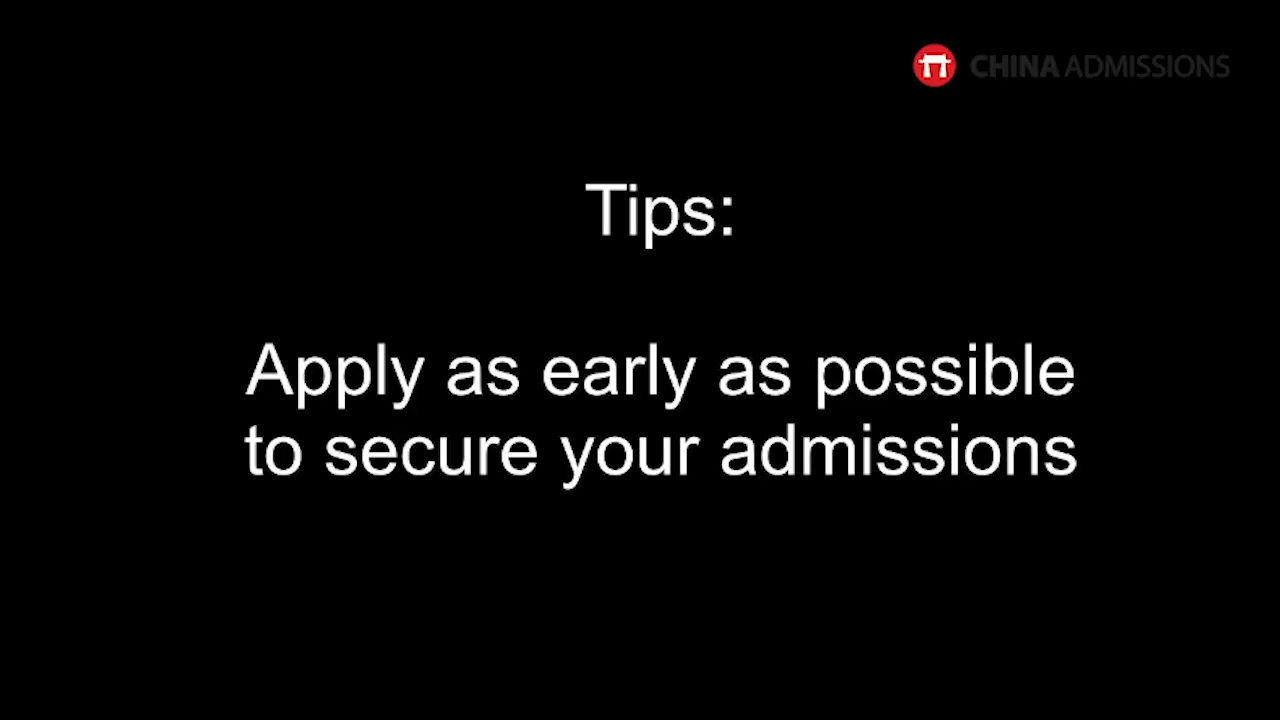 CHINA ADMISSIONS
Tips:
Apply as early as possible
to secure your admissions